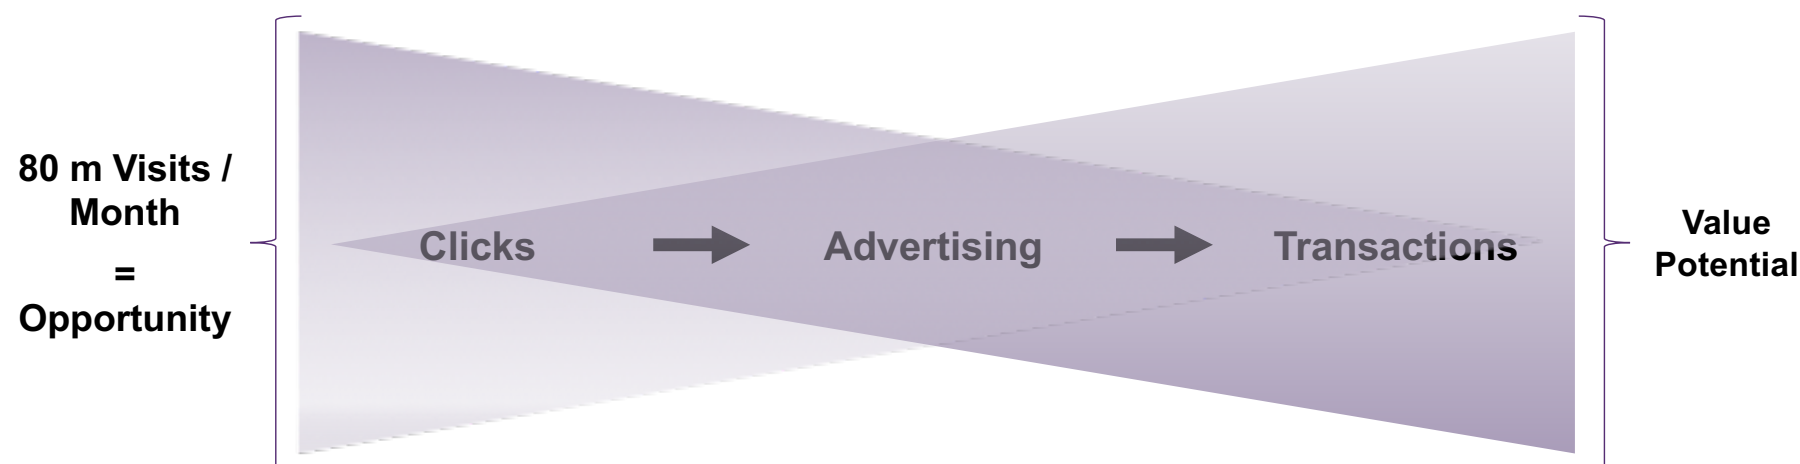 80 m Visits /
Month
=
Opportunity
Clicks
Advertising
Transactions
Value
Potential